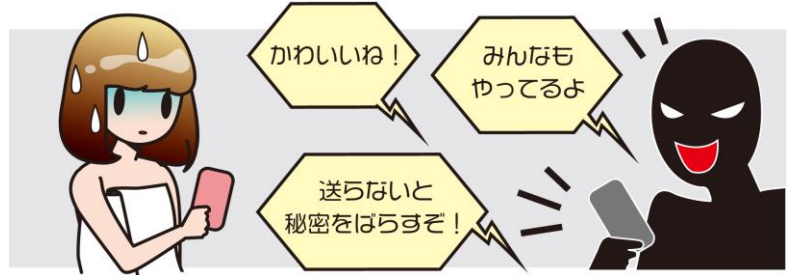 かわいいね！
みんなも
やってるよ
送らないと
秘密をばらすぞ！